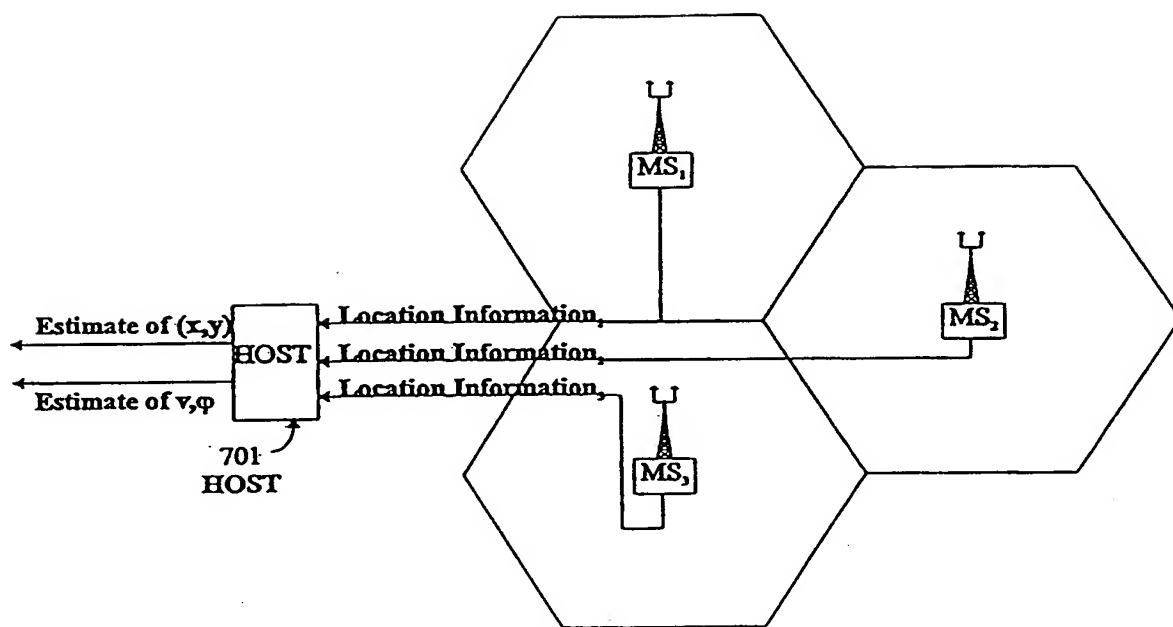 MS₁
MS₂
Location Information₁
Estimate of (x,y)
HOST
Location Information₂
Location Information₃
Estimate of v,φ
701
HOST
MS₃